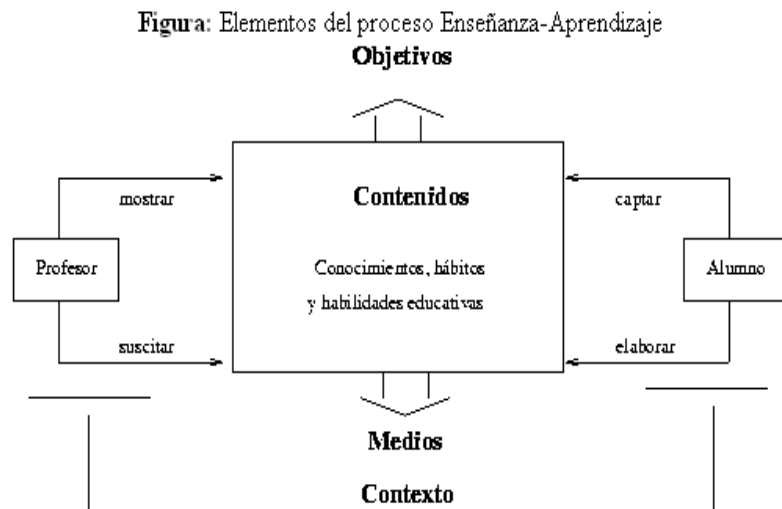 Figura: Elementos del proceso Enseñanza-Aprendizaje
Objetivos
mostrar
Contenidos
captar
Profesor
Conocimientos, hábitos
y habilidades educativas
Alumno
suscitar
elaborar
Medios
Contexto